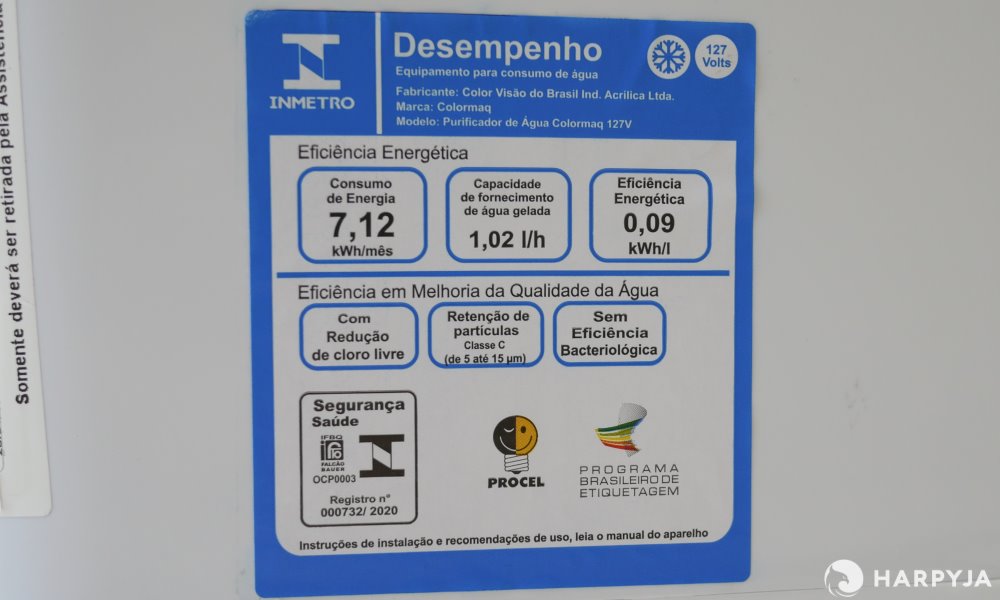 Somente deverá ser retirada pela Assistência
INMETRO
Desempenho
Equipamento para consumo de água
Fabricante: Color Visão do Brasil Ind. Acrílica Ltda.
Marca: Colormaq
Modelo: Purificador de Água Colormaq 127V
127
Volts
Eficiência Energética
Consumo
de Energia
7,12
kWh/mês
Capacidade
de fornecimento
de água gelada
1,02 l/h
Eficiência
Energética
0,09
kWh/l
Eficiência em Melhoria da Qualidade da Água
Com
Redução
de cloro livre
Retenção de
partículas
Classe C
(de 5 até 15 µm)
Sem
Eficiência
Bacteriológica
Segurança
Saúde
IFBQ
FALCÃO
BAUER
OCP0003
Registro n°
000732/ 2020
PROCEL
PROGRAMA
BRASILEIRO DE
ETIQUETAGEM
Instruções de instalação e recomendações de uso, leia o manual do aparelho
HARPYJA